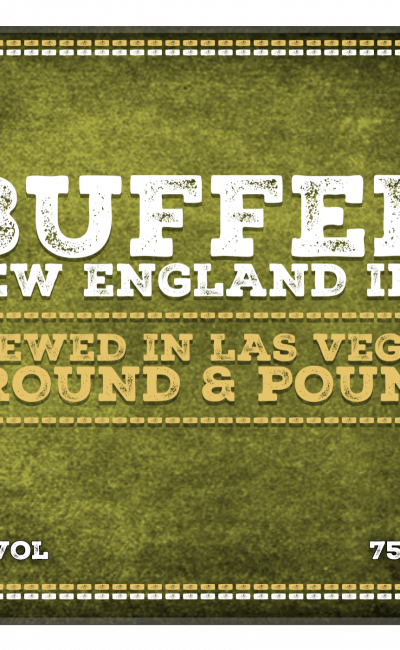 BUFFE
EW ENGLAND I
EWED IN LAS VEG
ROUND & POUN
VOL
75